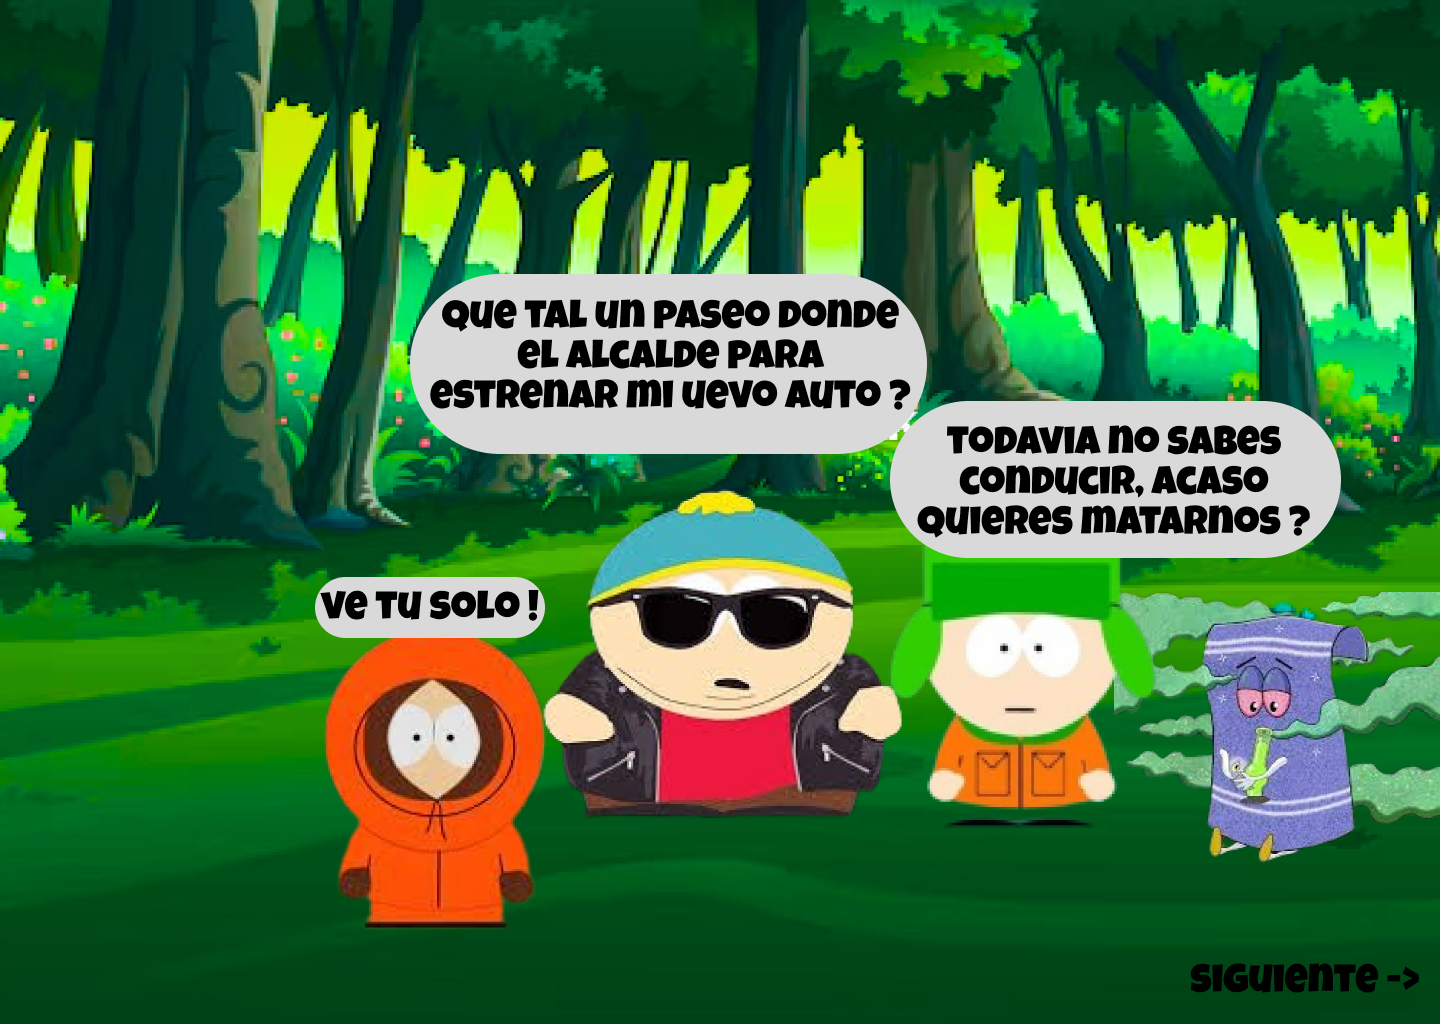 Que tal un paseo donde
el alcalde para
estrenar mi uevo auto ?
Todavia no sabes
conducir, acaso
quieres matarnos ?
Ve tu solo !
Siguiente ->